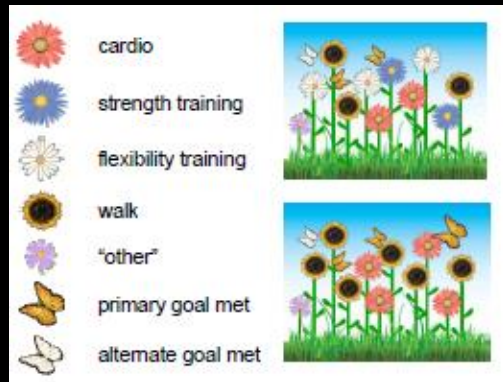 cardio
strength training
flexibility training
walk
"other"
primary goal met
alternate goal met